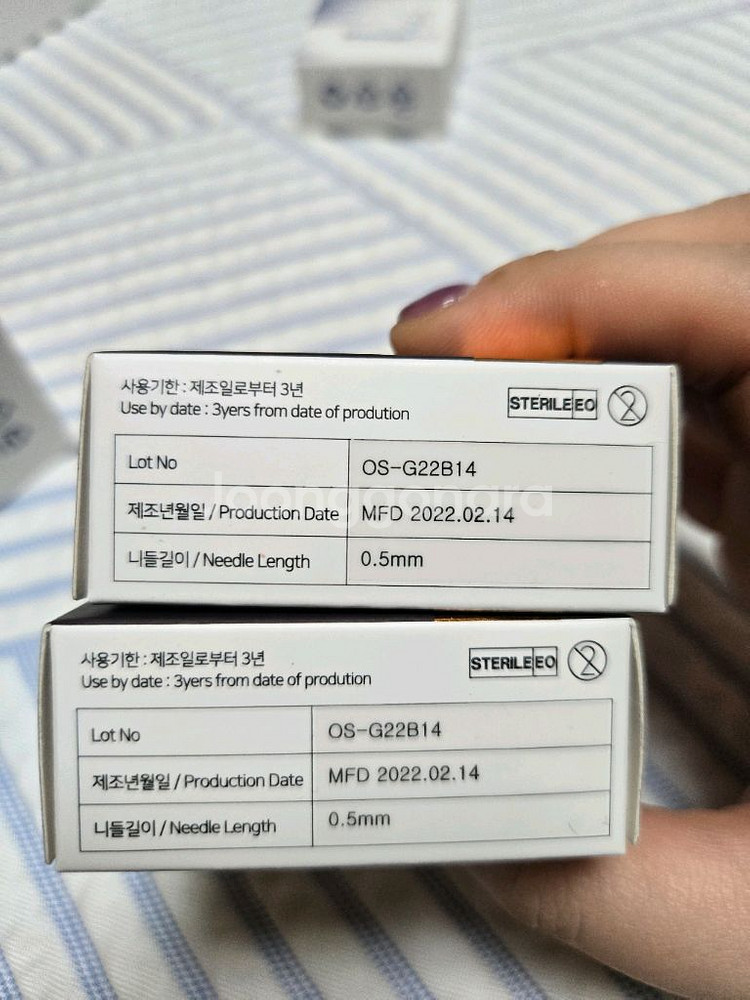 사용기한 : 제조일로부터 3년
Use by date : 3yers from date of prodution
STERILE EO
2
Lot No
OS-G22B14
제조년월일 / Production Date
MFD 2022.02.14
니들길이 / Needle Length
0.5mm
joonggonara
사용기한 : 제조일로부터 3년
Use by date : 3yers from date of prodution
STERILE EO
2
Lot No
OS-G22B14
제조년월일 / Production Date
MFD 2022.02.14
니들길이 / Needle Length
0.5mm